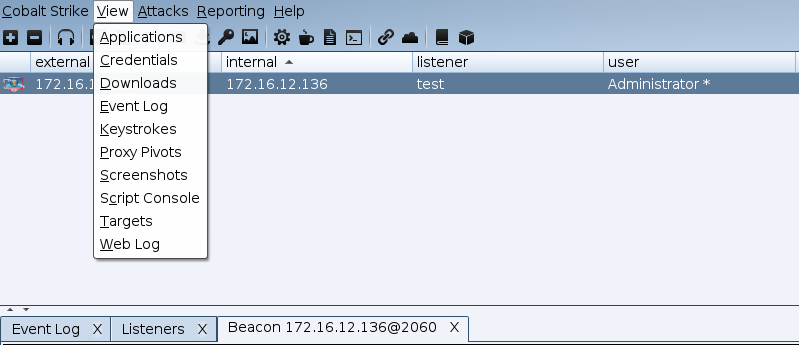 Cobalt Strike View Attacks Reporting Help
Applications
Credentials
Downloads
Event Log
Keystrokes
Proxy Pivots
Screenshots
Script Console
Targets
Web Log
external internal listener user
172.16.1 172.16.12.136 test Administrator *
Event Log X Listeners X Beacon 172.16.12.136@2060 X